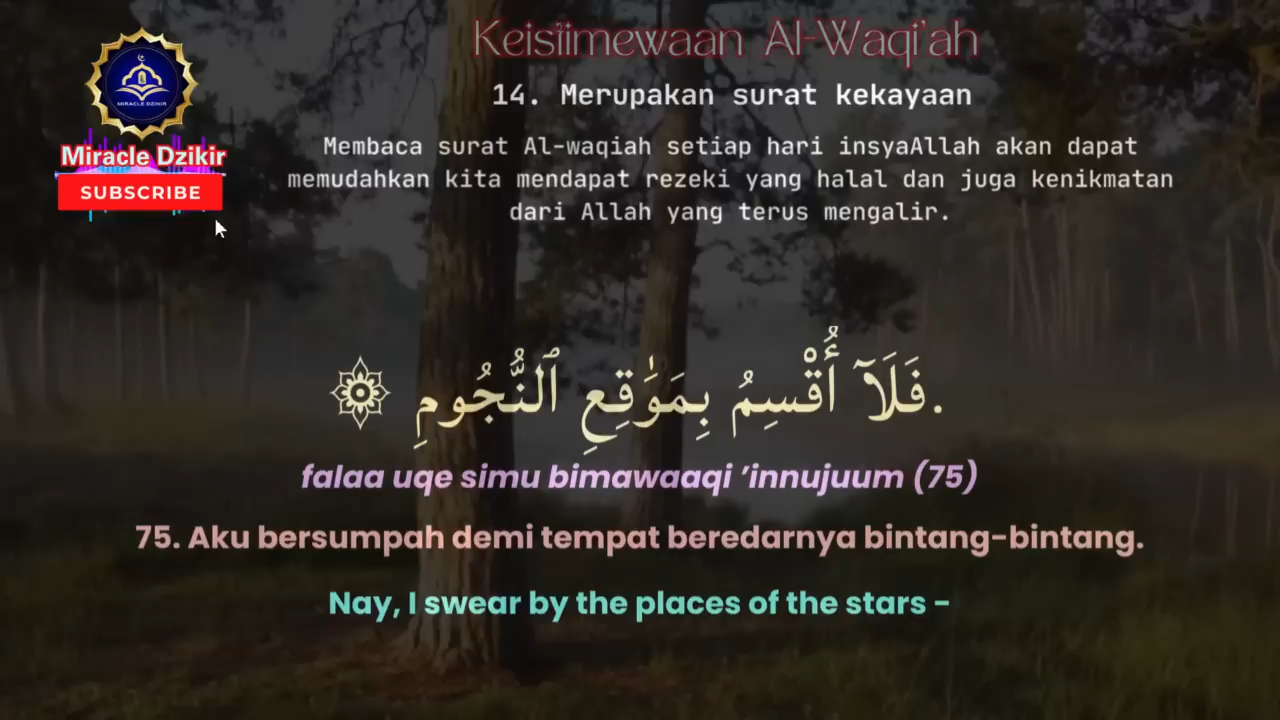 Keistimewaan Al-Waqi'ah
14. Merupakan surat kekayaan
Membaca surat Al-waqiah setiap hari insyaAllah akan dapat
memudahkan kita mendapat rezeki yang halal dan juga kenikmatan
dari Allah yang terus mengalir.
MIRACLE DZIKIR
Miracle Dzikir
SUBSCRIBE
فَلَآ أُقْسِمُ بِمَوَٰقِعِ ٱلنُّجُومِ.
falaa uqe simu bimawaaqi ’innujuum (75)
75. Aku bersumpah demi tempat beredarnya bintang-bintang.
Nay, I swear by the places of the stars -